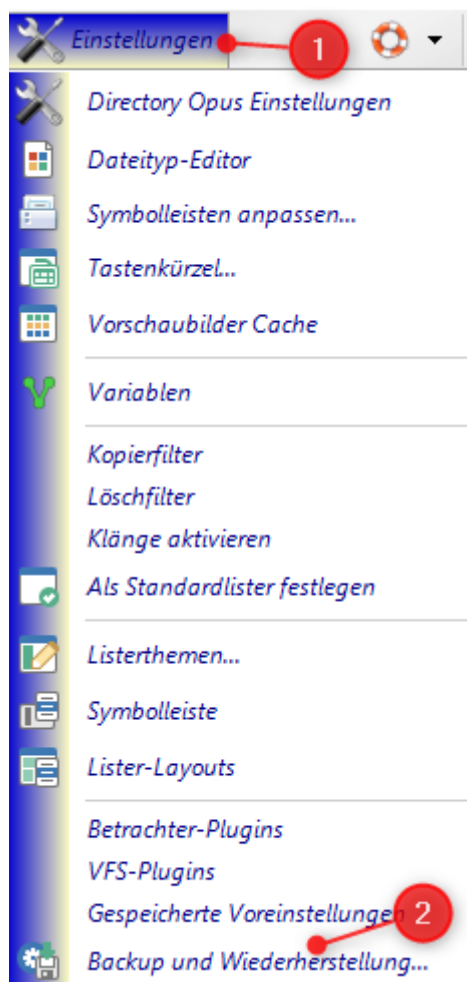 Einstellungen
1
Directory Opus Einstellungen
Dateityp-Editor
Symbolleisten anpassen...
Tastenkürzel...
Vorschaubilder Cache
Variablen
Kopierfilter
Löschfilter
Klänge aktivieren
Als Standardlister festlegen
Listerthemen...
Symbolleiste
Lister-Layouts
Betrachter-Plugins
VFS-Plugins
Gespeicherte Voreinstellungen
2
Backup und Wiederherstellung...